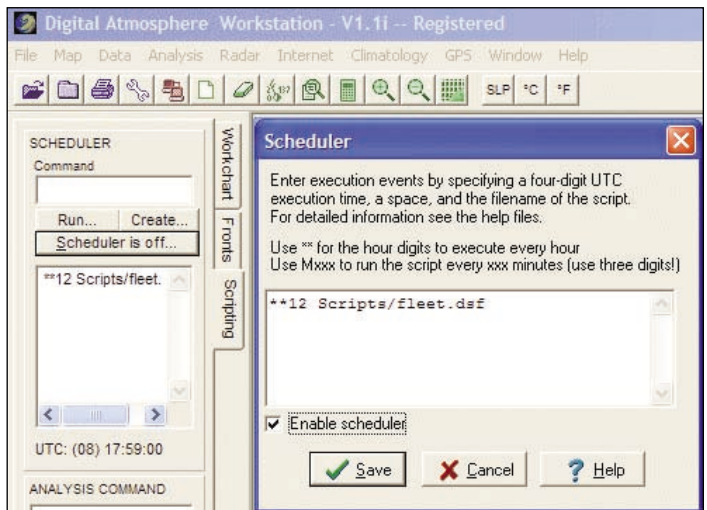 Digital Atmosphere Workstation - V1.1i -- Registered
File Map Data Analysis Radar Internet Climatology GPS Window Help
SLP °C °F
SCHEDULER
Command
Run... Create...
Scheduler is off...
**12 Scripts/fleet.
UTC: (08) 17:59:00
ANALYSIS COMMAND
Workchart
Fronts
Scripting
Scheduler
Enter execution events by specifying a four-digit UTC
execution time, a space, and the filename of the script.
For detailed information see the help files.
Use ** for the hour digits to execute every hour
Use Mxxx to run the script every xxx minutes (use three digits!)
**12 Scripts/fleet.dsf
Enable scheduler
Save Cancel Help